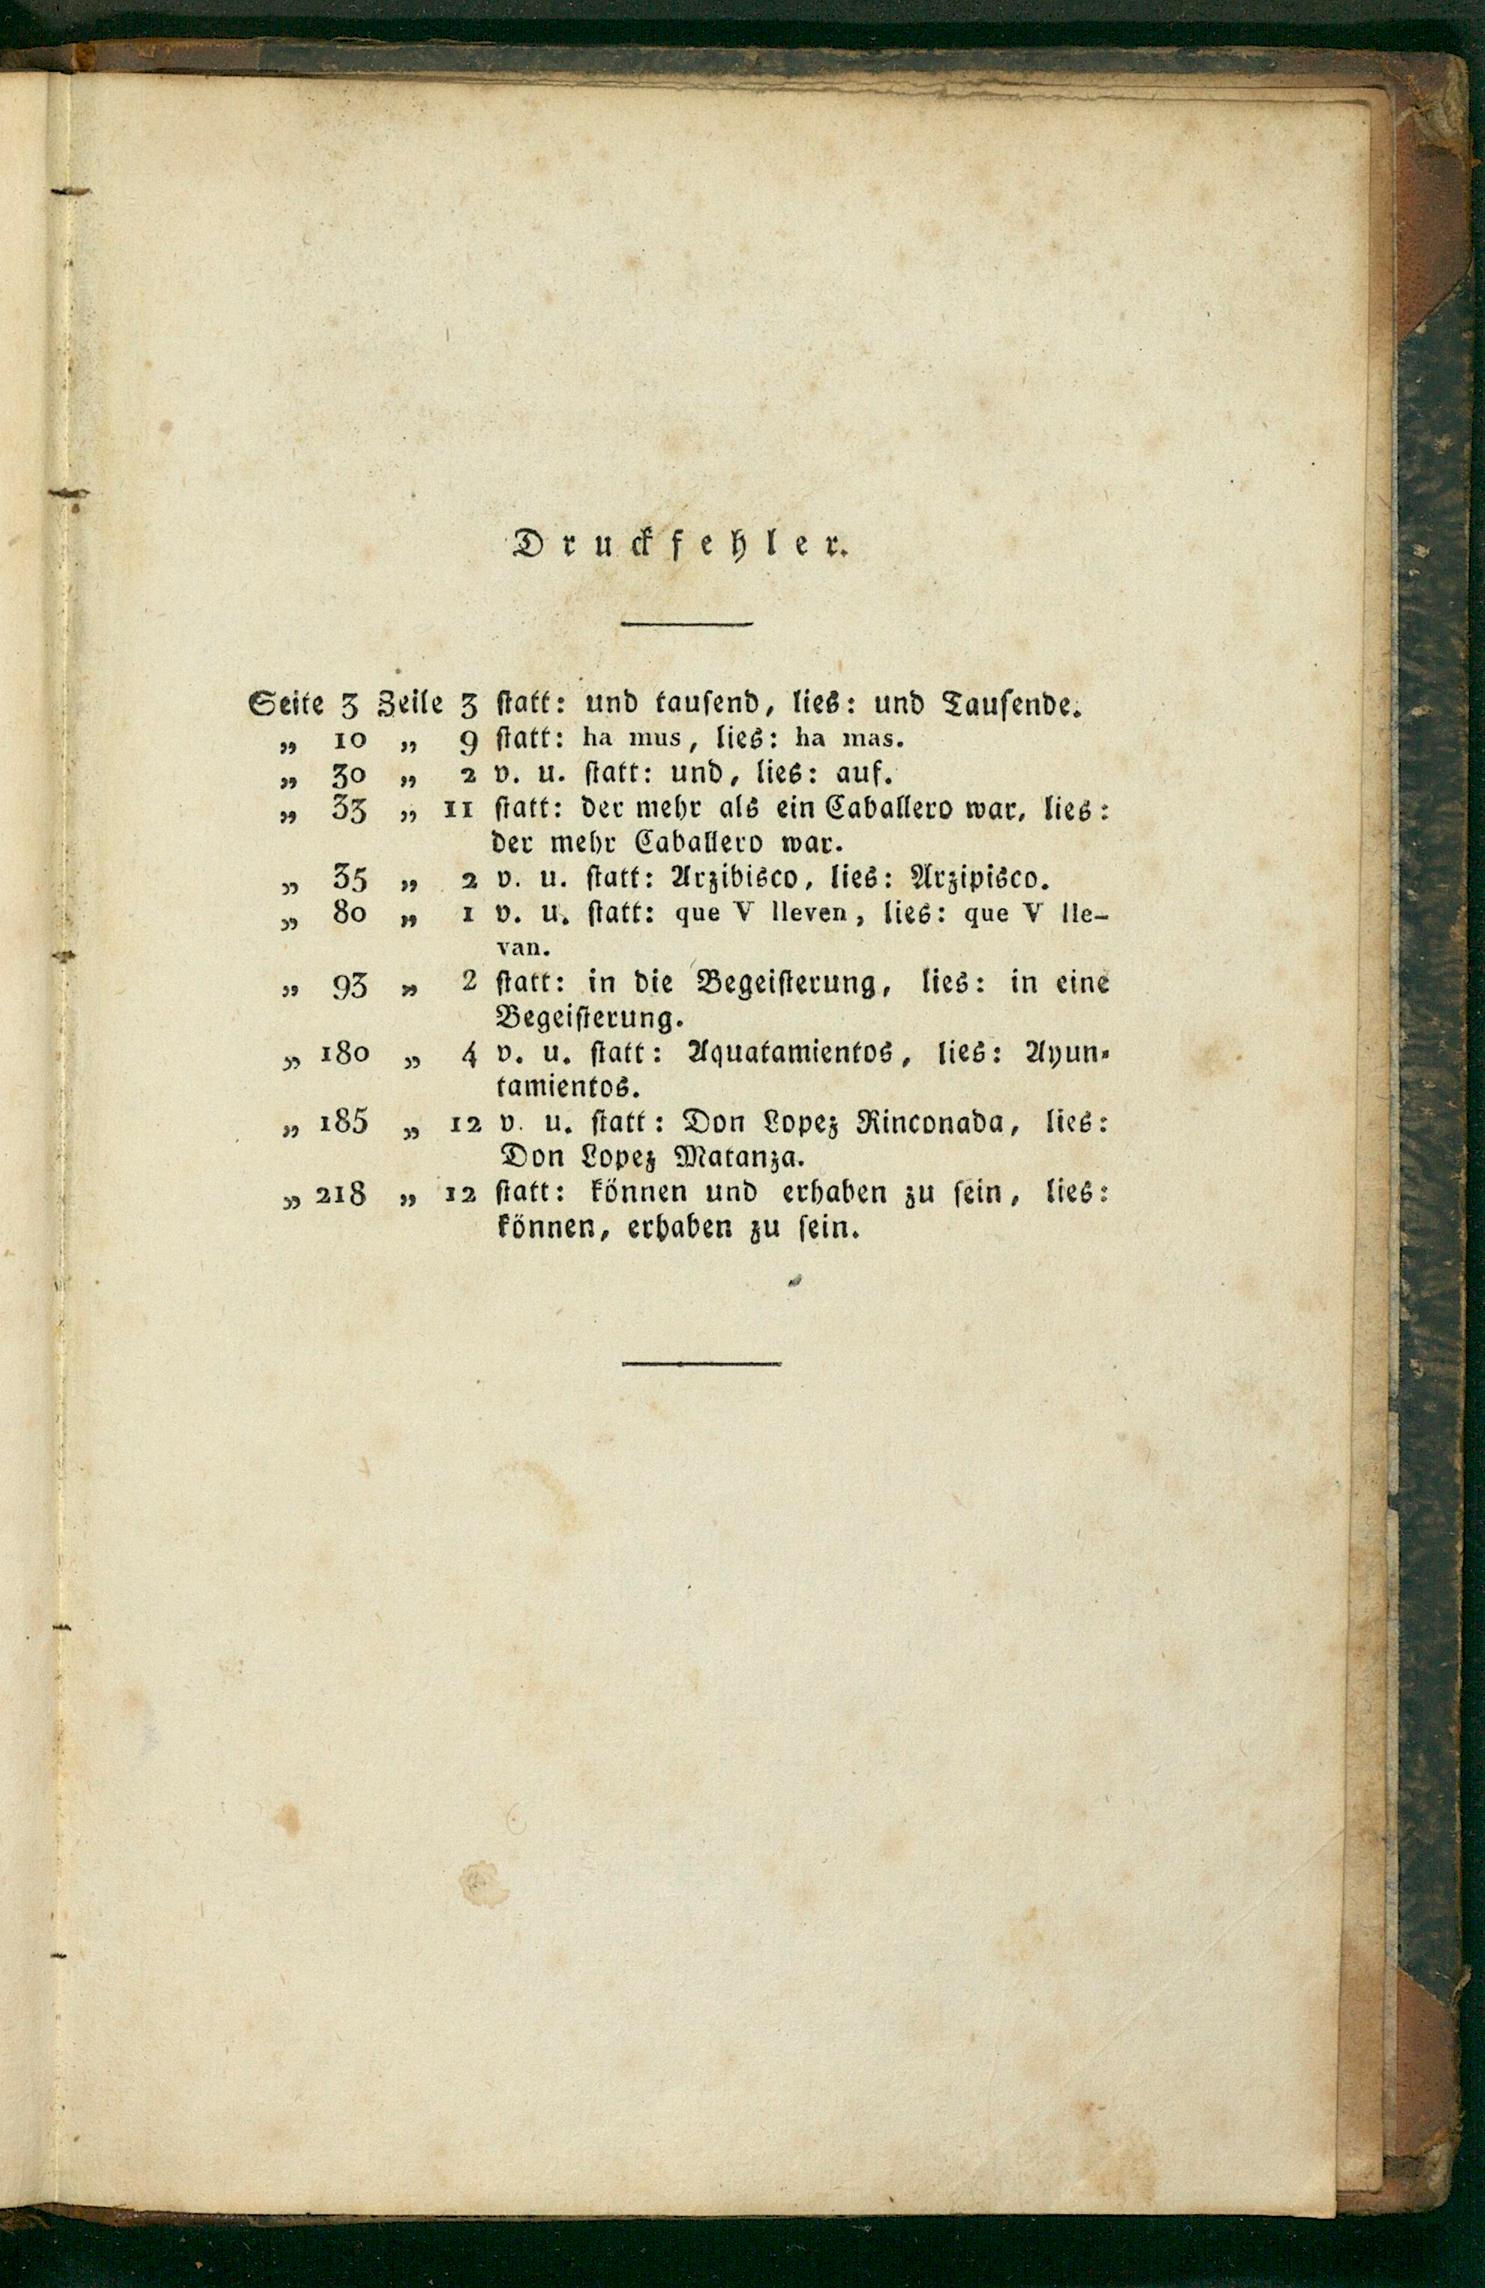 Druckfehler.
Seite 3 Zeile 3 statt: und tausend, lies: und Tausende.
„ 10 „ 9 statt: ha mus, lies: ha mas.
„ 30 „ 2 v. u. statt: und, lies: auf.
„ 33 „ 11 statt: der mehr als ein Caballero war, lies:
der mehr Caballero war.
„ 35 „ 2 v. u. statt: Arzibisco, lies: Arzipisco.
„ 80 „ 1 v. u. statt: que V lleven, lies: que V lle-
van.
„ 93 „ 2 statt: in die Begeisterung, lies: in eine
Begeisterung.
„ 180 „ 4 v. u. statt: Aquatamientos, lies: Ayun-
tamientos.
„ 185 „ 12 v. u. statt: Don Lopez Rinconada, lies:
Don Lopez Matanza.
„ 218 „ 12 statt: können und erhaben zu sein, lies:
können, erhaben zu sein.